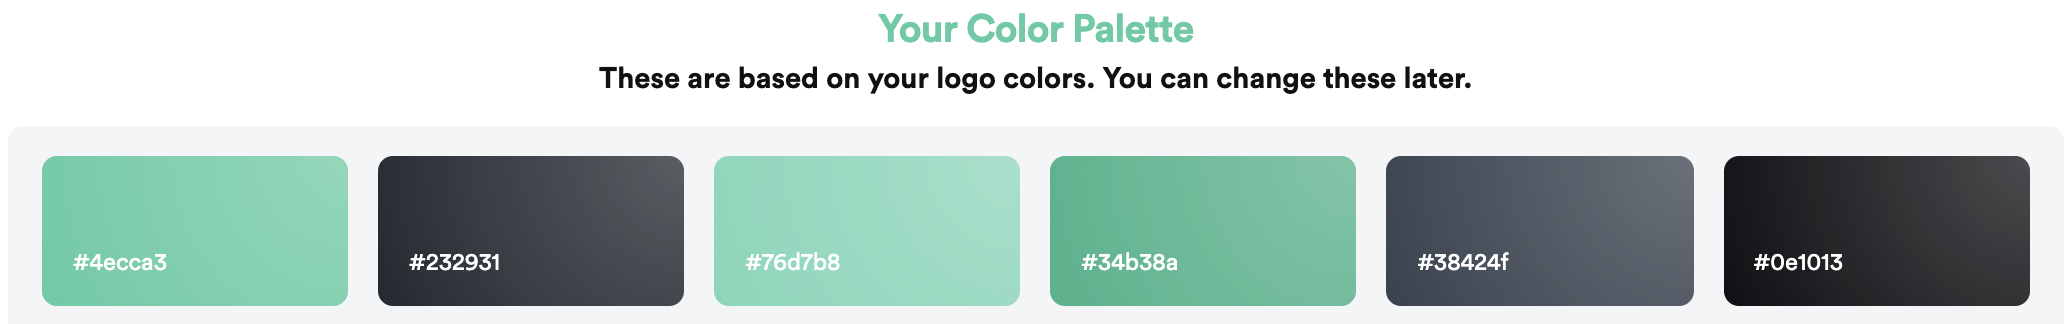 Your Color Palette
These are based on your logo colors. You can change these later.
#4ecca3
#232931
#76d7b8
#34b38a
#38424f
#0e1013